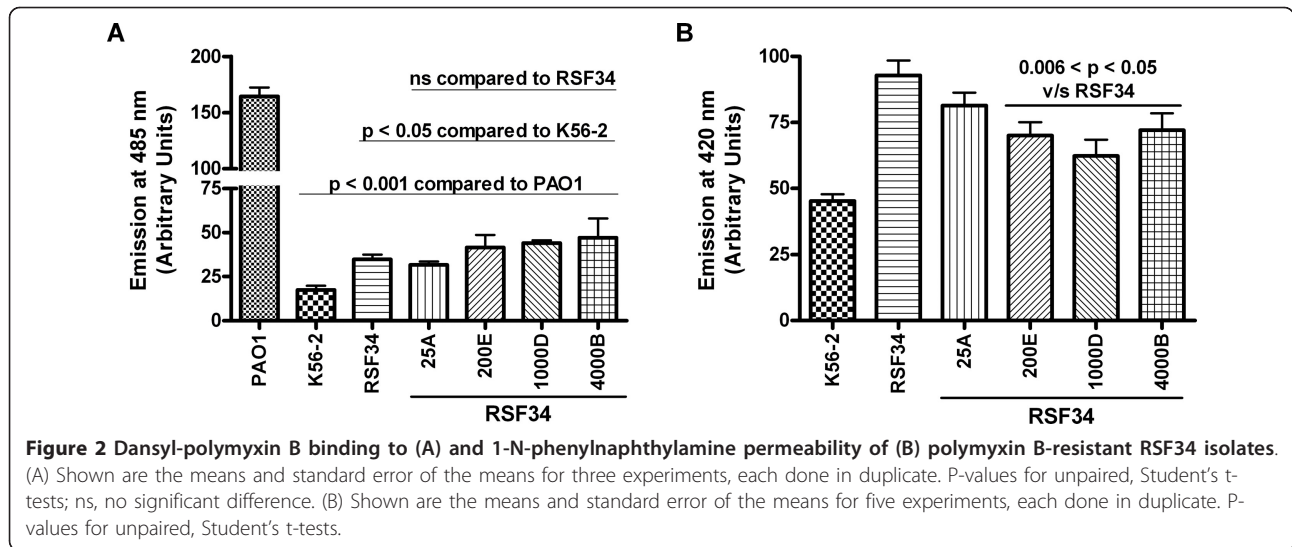 A
Emission at 485 nm
(Arbitrary Units)
200
150
100
75
50
25
0
ns compared to RSF34
p < 0.05 compared to K56-2
p < 0.001 compared to PAO1
PAO1
K56-2
RSF34
25A
200E
1000D
4000B
RSF34
B
Emission at 420 nm
(Arbitrary Units)
100
75
50
25
0
0.006 < p < 0.05
v/s RSF34
K56-2
RSF34
25A
200E
1000D
4000B
RSF34
Figure 2 Dansyl-polymyxin B binding to (A) and 1-N-phenylnaphthylamine permeability of (B) polymyxin B-resistant RSF34 isolates.
(A) Shown are the means and standard error of the means for three experiments, each done in duplicate. P-values for unpaired, Student's t-
tests; ns, no significant difference. (B) Shown are the means and standard error of the means for five experiments, each done in duplicate. P-
values for unpaired, Student's t-tests.